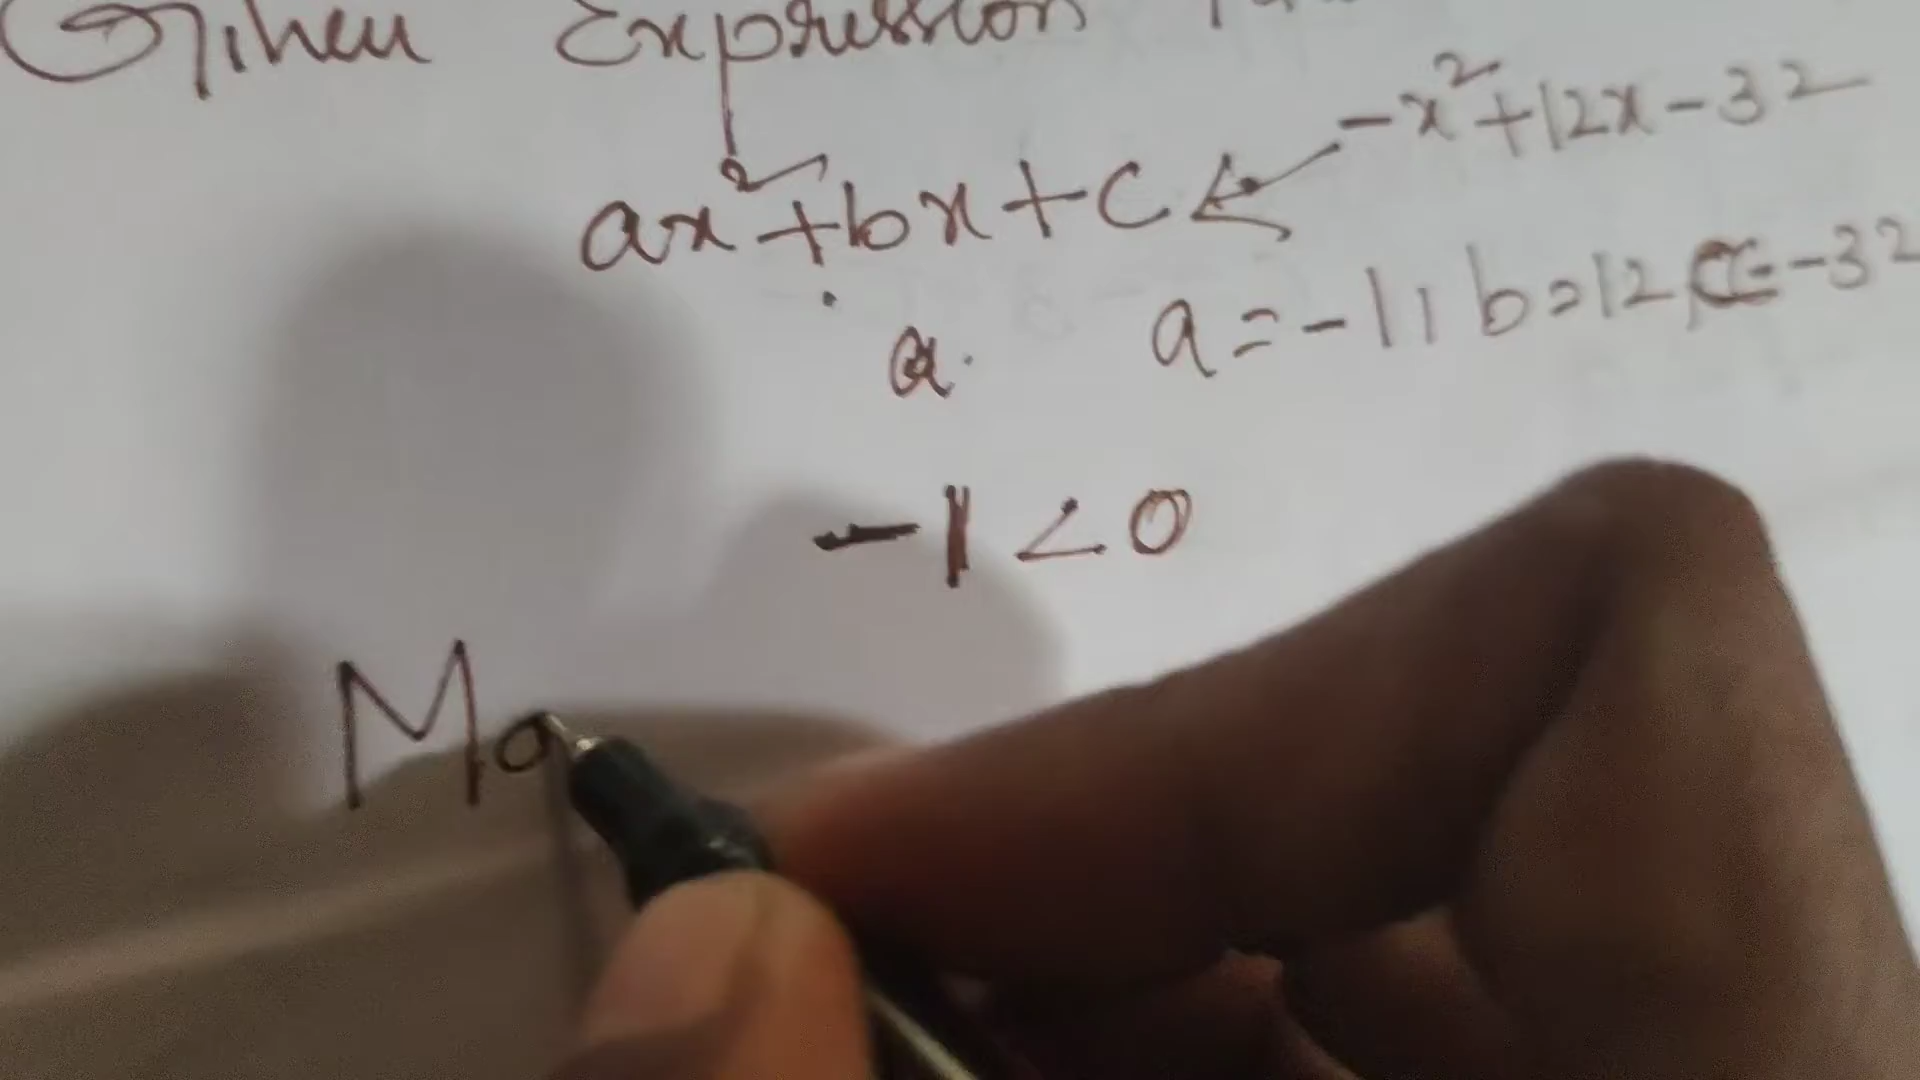 Given Expression
-x²+12x-32
ax²+bx+c
a=-1, b=12, c=-32
a
-1<0
Ma